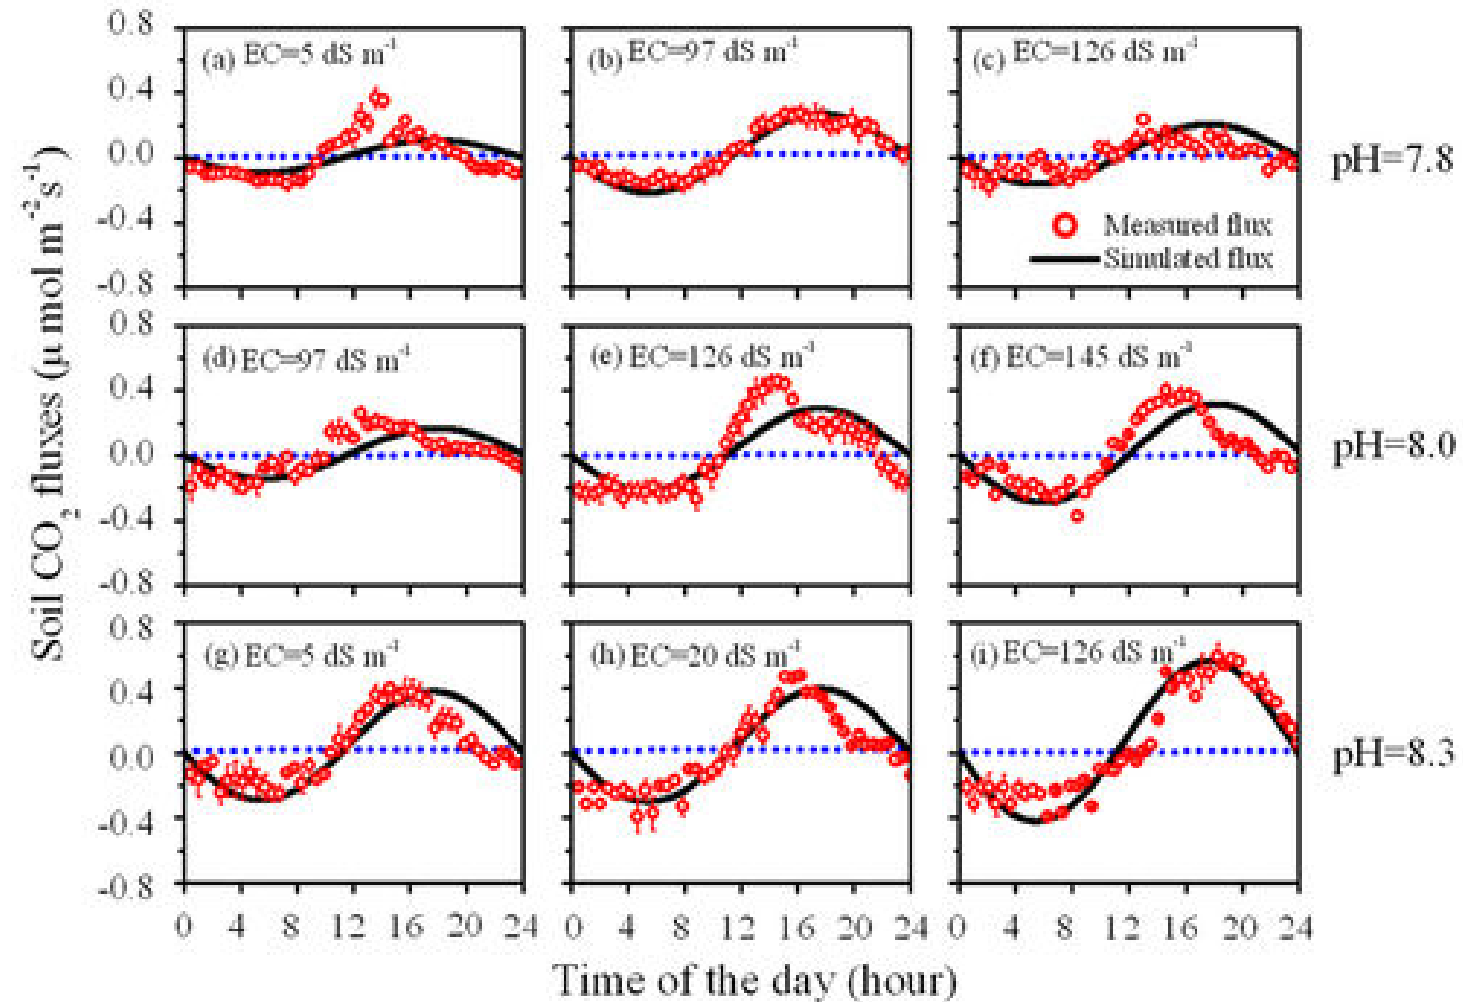 Soil CO2 fluxes (μ mol m-2s-1)
0.8
0.4
0.0
-0.4
-0.8
(a) EC=5 dS m-1
(b) EC=97 dS m-1
(c) EC=126 dS m-1
Measured flux
Simulated flux
pH=7.8
0.8
0.4
0.0
-0.4
-0.8
(d) EC=97 dS m-1
(e) EC=126 dS m-1
(f) EC=145 dS m-1
pH=8.0
0.8
0.4
0.0
-0.4
-0.8
(g) EC=5 dS m-1
(h) EC=20 dS m-1
(i) EC=126 dS m-1
pH=8.3
0 4 8 12 16 20 24 0 4 8 12 16 20 24 0 4 8 12 16 20 24
Time of the day (hour)